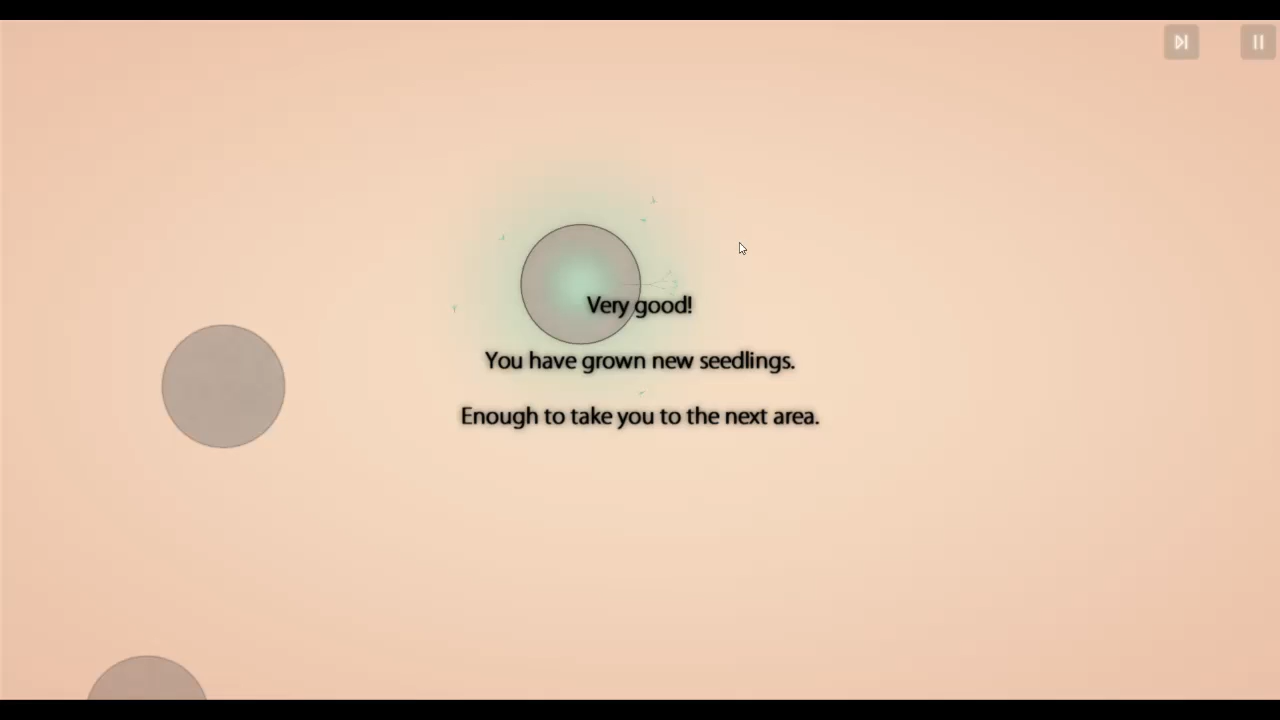 Very good!
You have grown new seedlings.
Enough to take you to the next area.